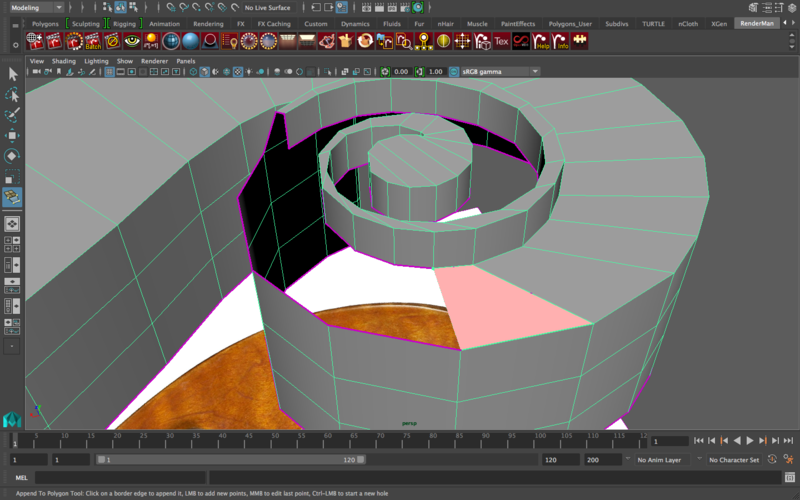 Modeling No Live Surface
Polygons Sculpting Rigging Animation Rendering FX FX Caching Custom Dynamics Fluids Fur nHair Muscle PaintEffects Polygons_User Subdivs TURTLE nCloth XGen RenderMan
Batch Tex Help Info
View Shading Lighting Show Renderer Panels
0.00 1.00 sRGB gamma
persp
1 5 10 15 20 25 30 35 40 45 50 55 60 65 70 75 80 85 90 95 100 105 110 115 12 1
1 1 1 120 120 200 No Anim Layer No Character Set
MEL
Append To Polygon Tool: Click on a border edge to append it, LMB to add new points, MMB to edit last point, Ctrl-LMB to start a new hole